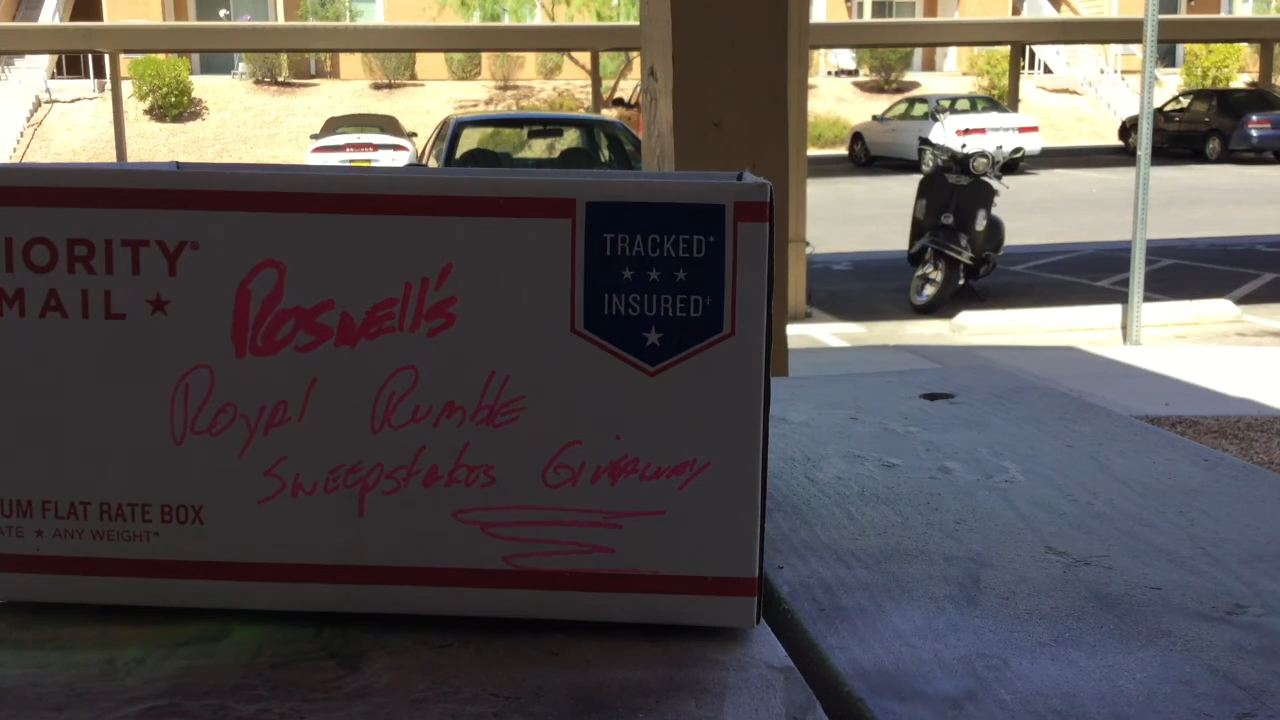 IORITY®
MAIL ★
TRACKED*
★ ★ ★
INSURED†
★
Roswell's
Royal Rumble
Sweepstakes Giveaway
UM FLAT RATE BOX
ATE ★ ANY WEIGHT*